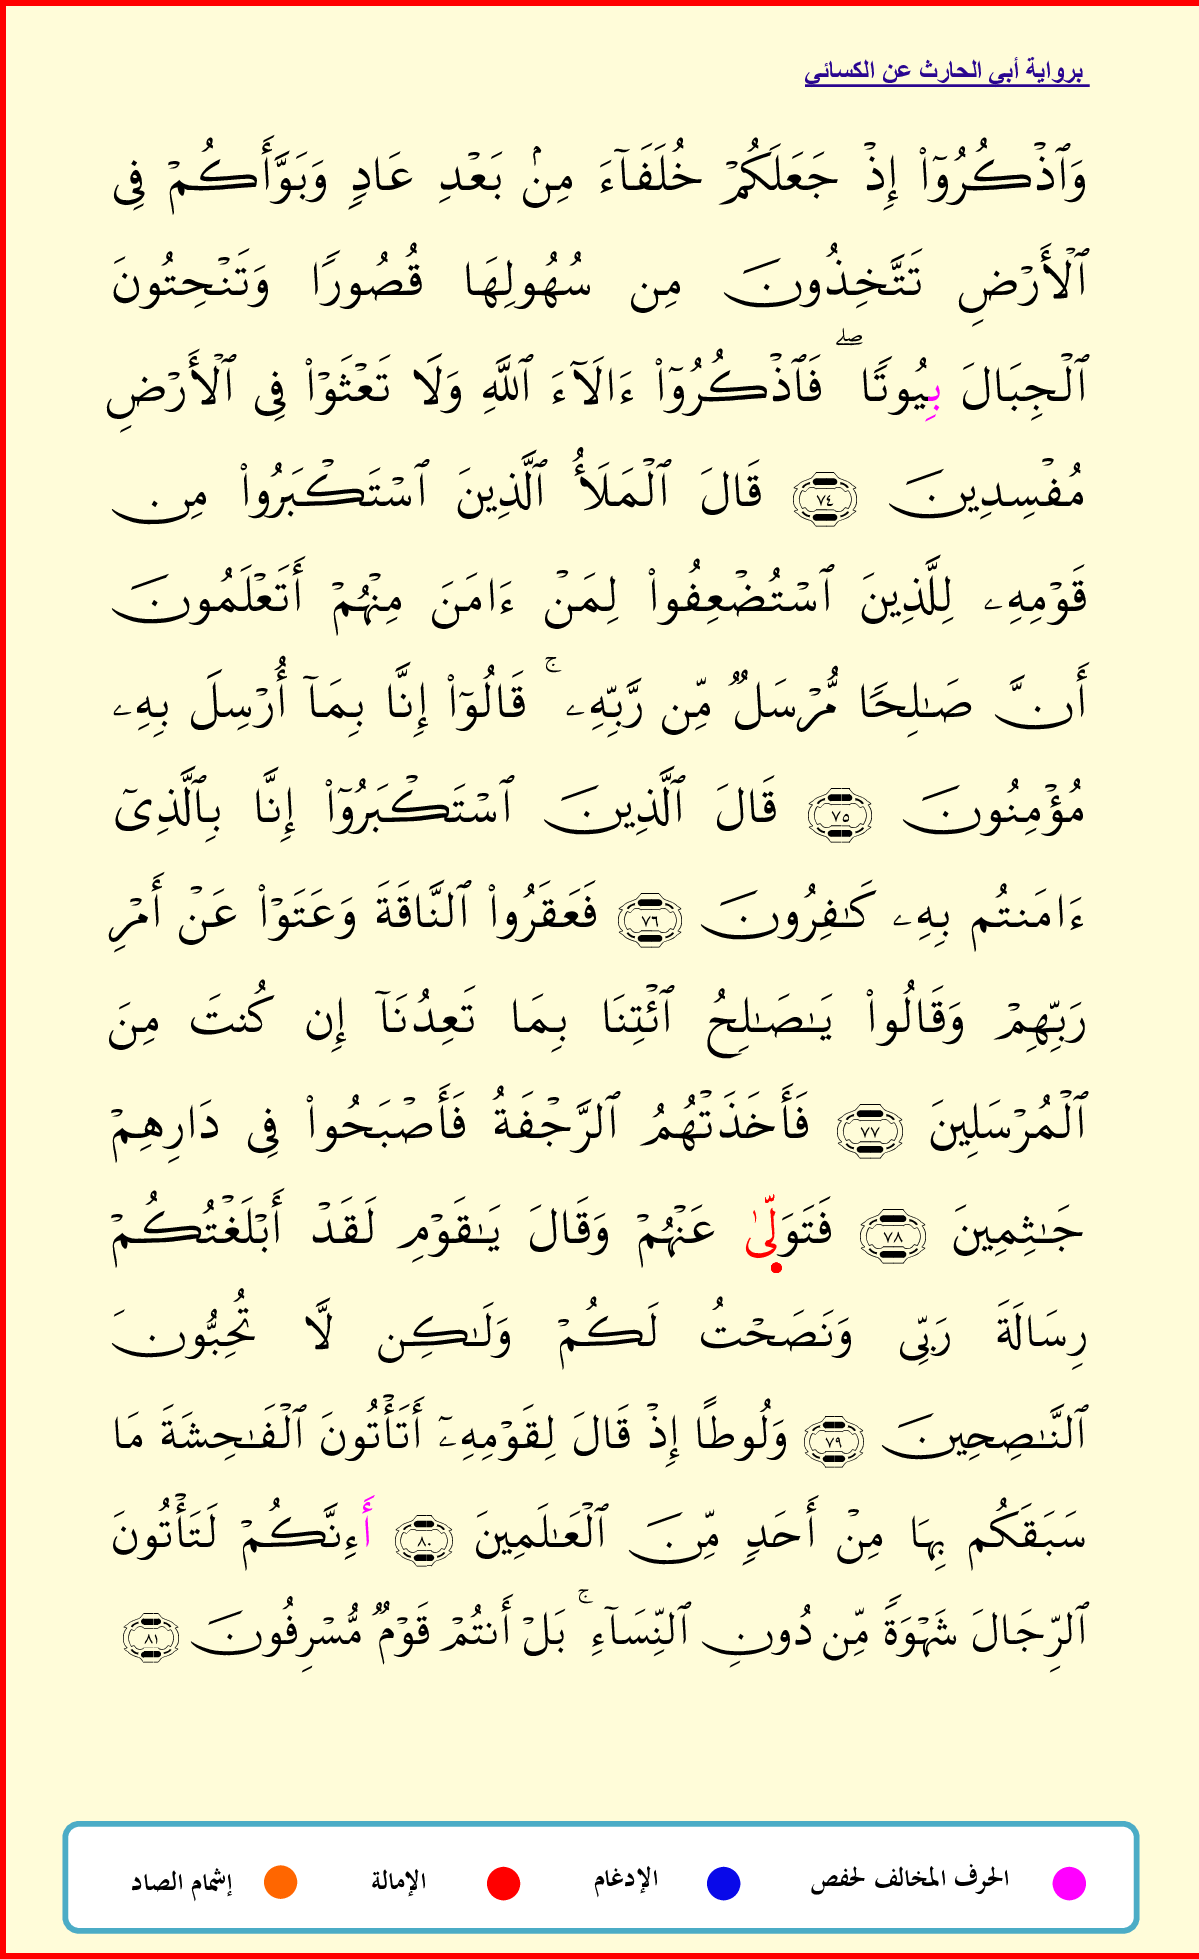 برواية أبي الحارث عن الكسائي
وَٱذۡكُرُوٓاْ إِذۡ جَعَلَكُمۡ خُلَفَآءَ مِنۢ بَعۡدِ عَادٖ وَبَوَّأَكُمۡ فِي
ٱلۡأَرۡضِ تَتَّخِذُونَ مِن سُهُولِهَا قُصُورٗا وَتَنۡحِتُونَ
ٱلۡجِبَالَ بِيُوتٗاۖ فَٱذۡكُرُوٓاْ ءَالَآءَ ٱللَّهِ وَلَا تَعۡثَوۡاْ فِي ٱلۡأَرۡضِ
مُفۡسِدِينَ ٧٤ قَالَ ٱلۡمَلَأُ ٱلَّذِينَ ٱسۡتَكۡبَرُواْ مِن
قَوۡمِهِۦ لِلَّذِينَ ٱسۡتُضۡعِفُواْ لِمَنۡ ءَامَنَ مِنۡهُمۡ أَتَعۡلَمُونَ
أَنَّ صَٰلِحٗا مُّرۡسَلٞ مِّن رَّبِّهِۦۚ قَالُوٓاْ إِنَّا بِمَآ أُرۡسِلَ بِهِۦ
مُؤۡمِنُونَ ٧٥ قَالَ ٱلَّذِينَ ٱسۡتَكۡبَرُوٓاْ إِنَّا بِٱلَّذِيٓ
ءَامَنتُم بِهِۦ كَٰفِرُونَ ٧٦ فَعَقَرُواْ ٱلنَّاقَةَ وَعَتَوۡاْ عَنۡ أَمۡرِ
رَبِّهِمۡ وَقَالُواْ يَٰصَٰلِحُ ٱئۡتِنَا بِمَا تَعِدُنَآ إِن كُنتَ مِنَ
ٱلۡمُرۡسَلِينَ ٧٧ فَأَخَذَتۡهُمُ ٱلرَّجۡفَةُ فَأَصۡبَحُواْ فِي دَارِهِمۡ
جَٰثِمِينَ ٧٨ فَتَوَلّىٰ عَنۡهُمۡ وَقَالَ يَٰقَوۡمِ لَقَدۡ أَبۡلَغۡتُكُمۡ
رِسَالَةَ رَبِّي وَنَصَحۡتُ لَكُمۡ وَلَٰكِن لَّا تُحِبُّونَ
ٱلنَّٰصِحِينَ ٧٩ وَلُوطًا إِذۡ قَالَ لِقَوۡمِهِۦٓ أَتَأۡتُونَ ٱلۡفَٰحِشَةَ مَا
سَبَقَكُم بِهَا مِنۡ أَحَدٖ مِّنَ ٱلۡعَٰلَمِينَ ٨٠ أَءِنَّكُمۡ لَتَأۡتُونَ
ٱلرِّجَالَ شَهۡوَةٗ مِّن دُونِ ٱلنِّسَآءِۚ بَلۡ أَنتُمۡ قَوۡمٞ مُّسۡرِفُونَ ٨١
الحرف المخالف لحفص الإدغام الإمالة إشمام الصاد